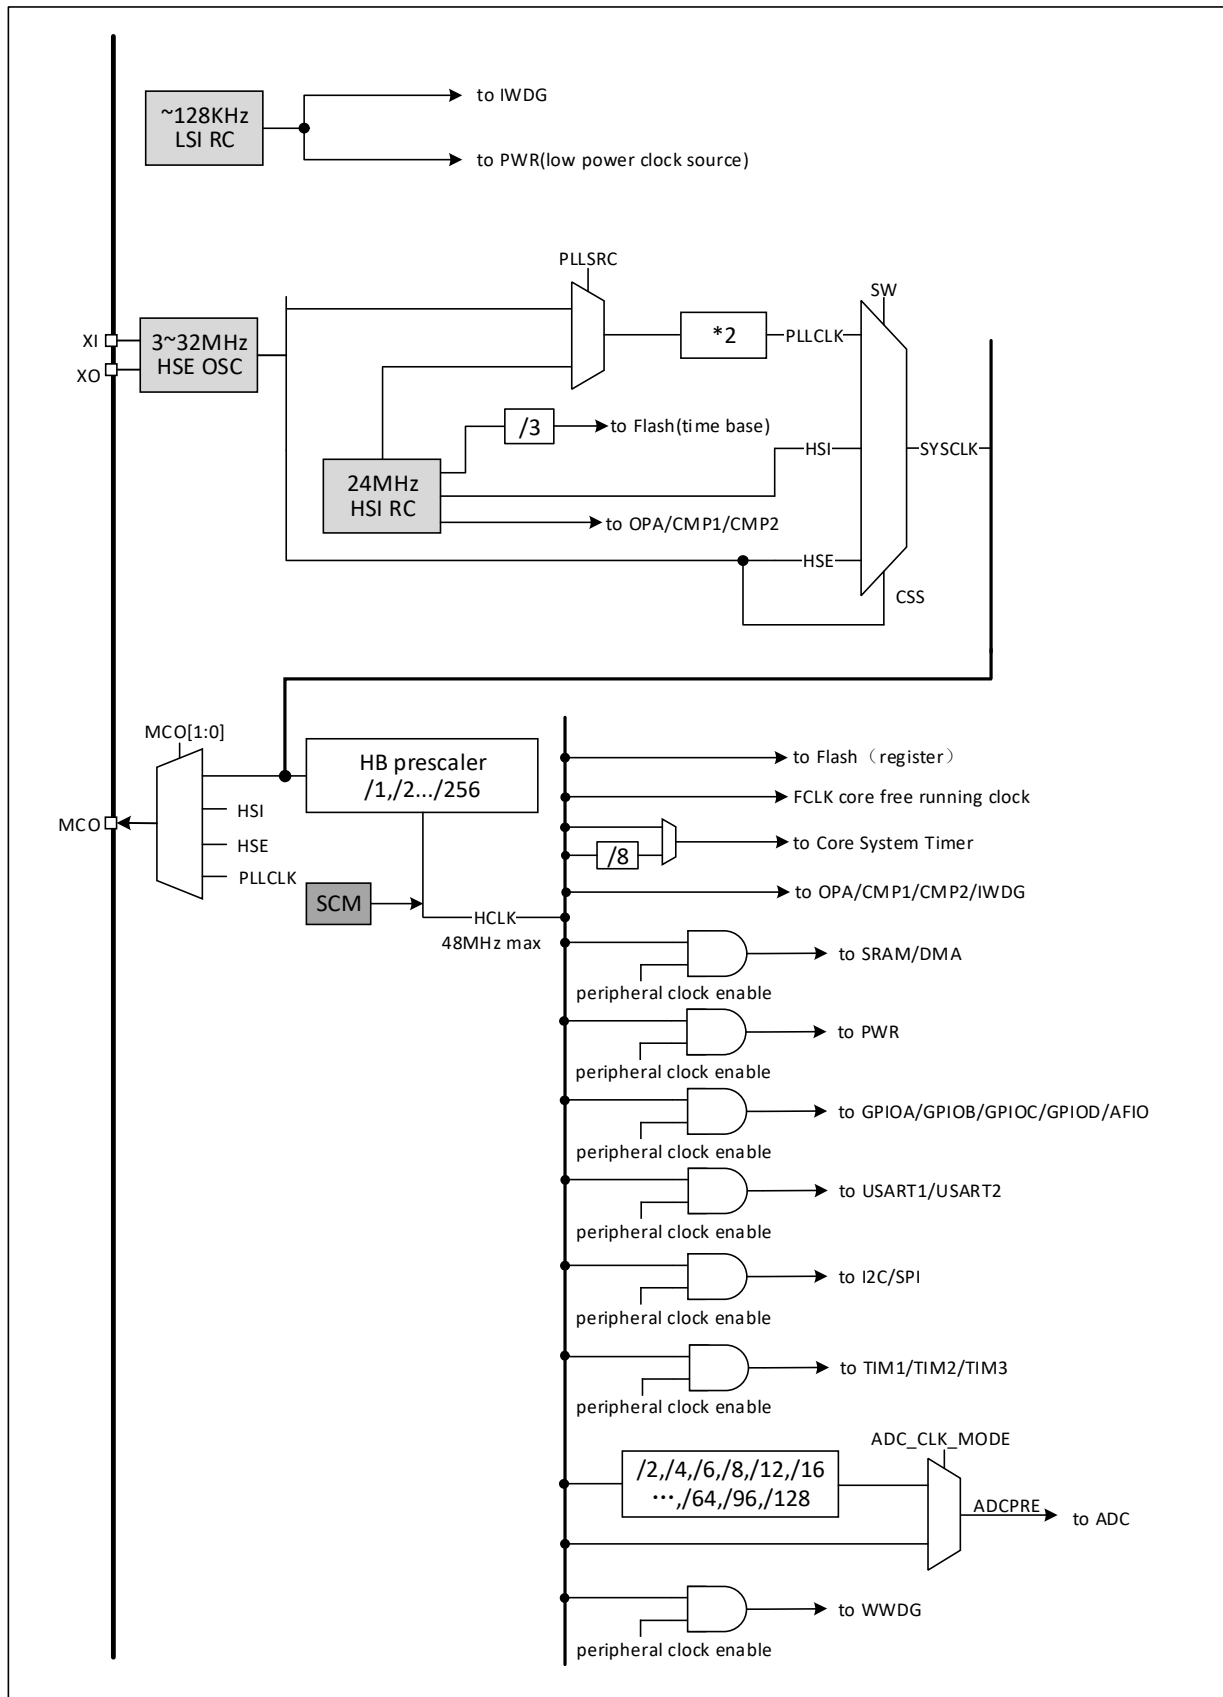 ~128KHz
LSI RC
to IWDG
to PWR(low power clock source)
PLLSRC
SW
XI
XO
3~32MHz
HSE OSC
*2
PLLCLK
/3
to Flash(time base)
24MHz
HSI RC
HSI
SYSCLK
to OPA/CMP1/CMP2
HSE
CSS
MCO[1:0]
HB prescaler
/1,/2.../256
HSI
MCO
HSE
PLLCLK
SCM
HCLK
48MHz max
to Flash（register）
FCLK core free running clock
/8
to Core System Timer
to OPA/CMP1/CMP2/IWDG
to SRAM/DMA
peripheral clock enable
to PWR
peripheral clock enable
to GPIOA/GPIOB/GPIOC/GPIOD/AFIO
peripheral clock enable
to USART1/USART2
peripheral clock enable
to I2C/SPI
peripheral clock enable
to TIM1/TIM2/TIM3
peripheral clock enable
ADC_CLK_MODE
/2,/4,/6,/8,/12,/16
…,/64,/96,/128
ADCPRE
to ADC
to WWDG
peripheral clock enable